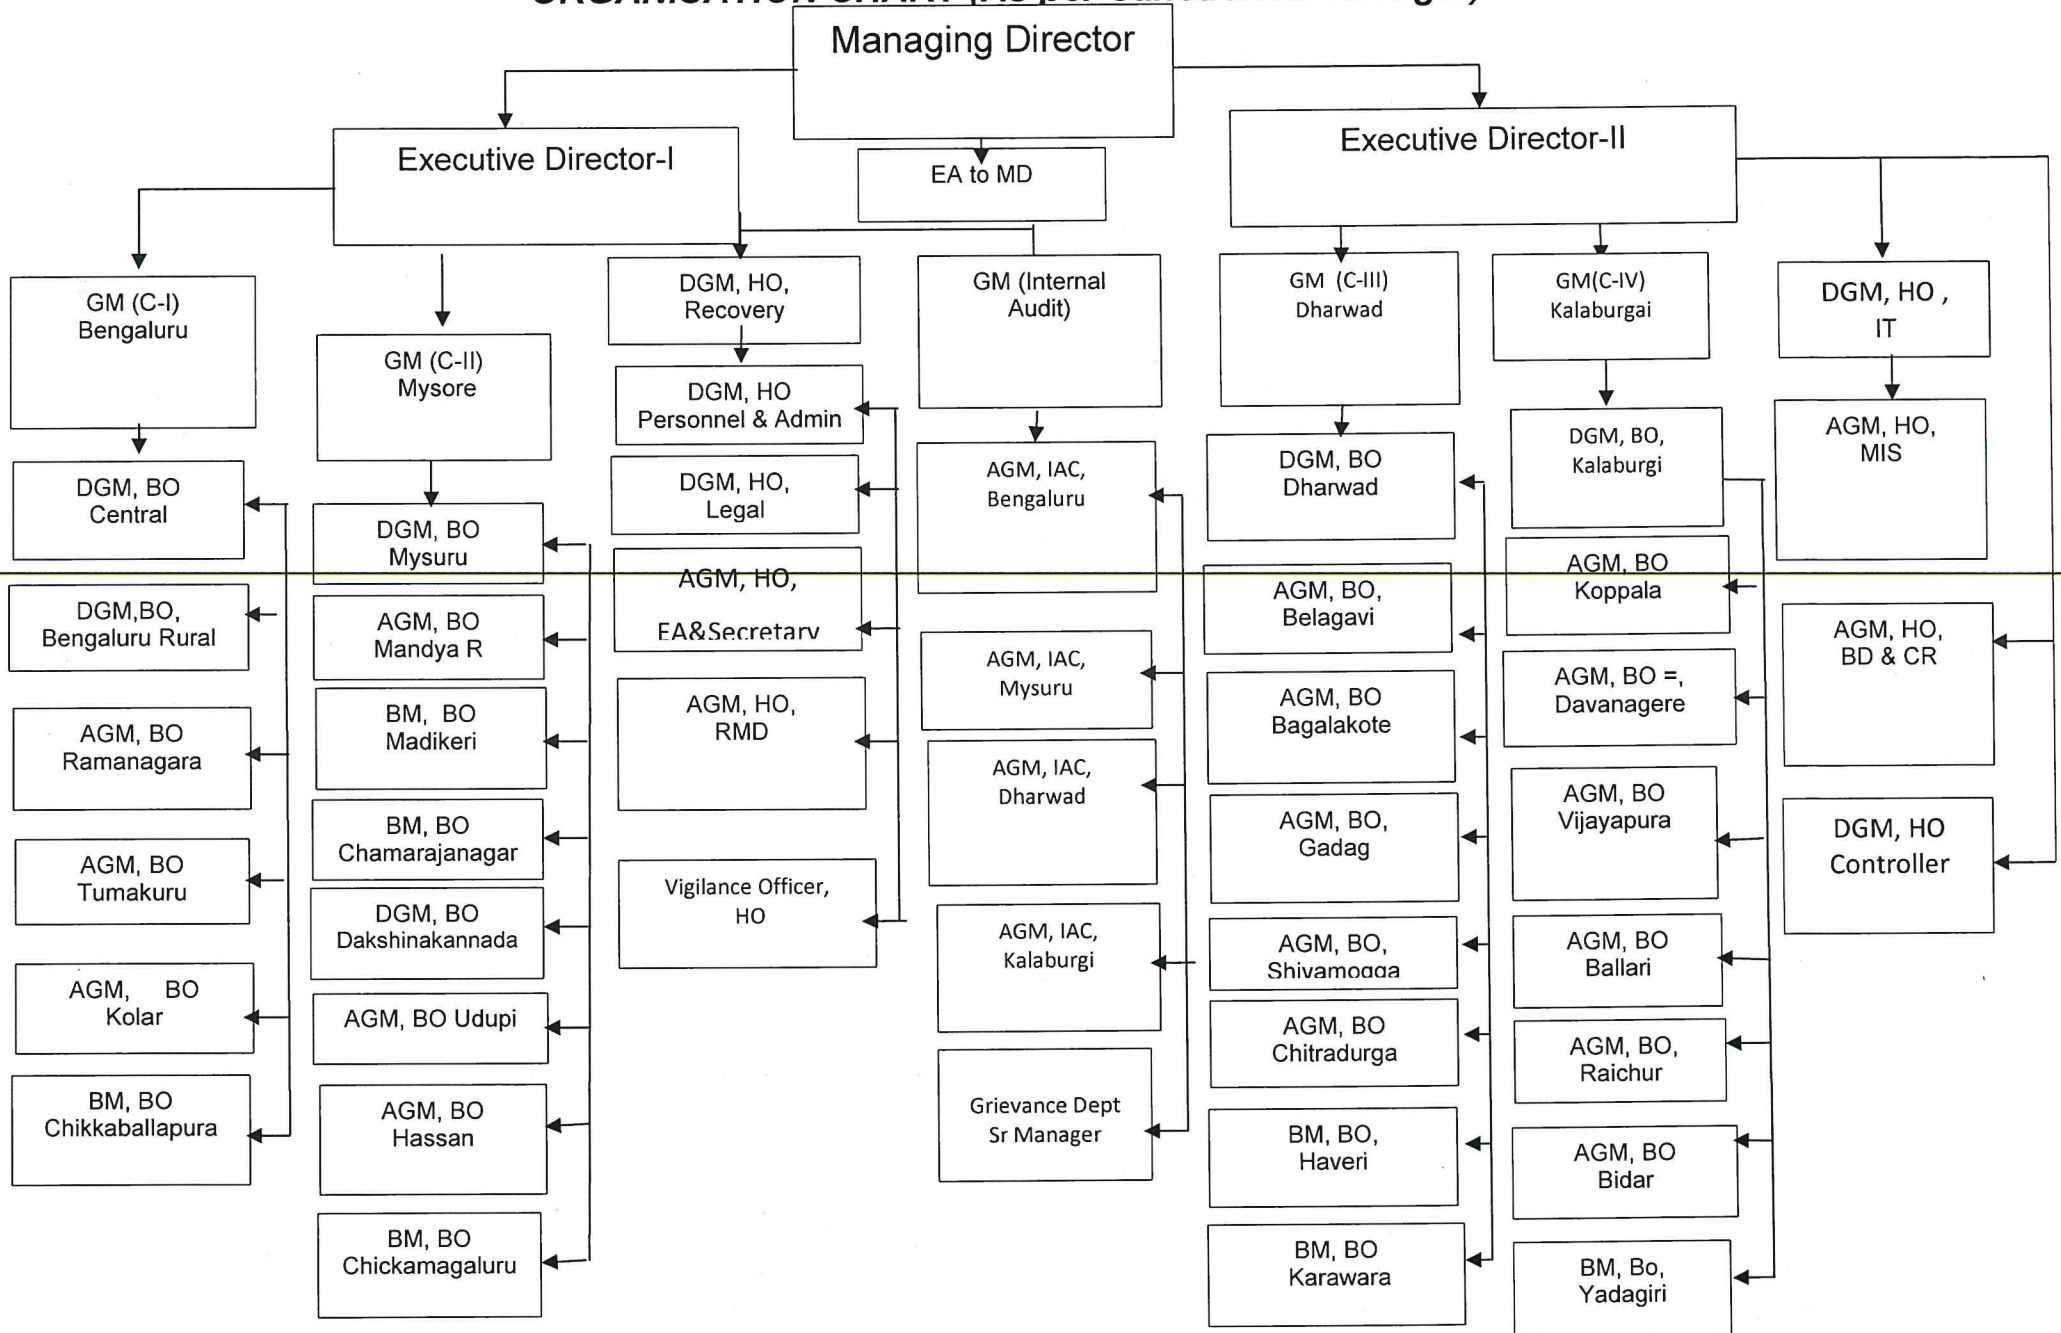 Managing Director
Executive Director-I
EA to MD
Executive Director-II
GM (C-I)
Bengaluru
DGM, BO
Central
DGM,BO,
Bengaluru Rural
AGM, BO
Ramanagara
AGM, BO
Tumakuru
AGM, BO
Kolar
BM, BO
Chikkaballapura
GM (C-II)
Mysore
DGM, BO
Mysuru
AGM, BO
Mandya R
BM, BO
Madikeri
BM, BO
Chamarajanagar
DGM, BO
Dakshinakannada
AGM, BO Udupi
AGM, BO
Hassan
BM, BO
Chickamagaluru
DGM, HO,
Recovery
DGM, HO
Personnel & Admin
DGM, HO,
Legal
AGM, HO,
EA&Secretary
AGM, HO,
RMD
Vigilance Officer,
HO
GM (Internal
Audit)
AGM, IAC,
Bengaluru
AGM, IAC,
Mysuru
AGM, IAC,
Dharwad
AGM, IAC,
Kalaburgi
Grievance Dept
Sr Manager
GM (C-III)
Dharwad
DGM, BO
Dharwad
AGM, BO,
Belagavi
AGM, BO
Bagalakote
AGM, BO,
Gadag
AGM, BO,
Shivamogga
AGM, BO
Chitradurga
BM, BO,
Haveri
BM, BO
Karawara
GM(C-IV)
Kalaburgai
DGM, BO,
Kalaburgi
AGM, BO
Koppala
AGM, BO =,
Davanagere
AGM, BO
Vijayapura
AGM, BO
Ballari
AGM, BO,
Raichur
AGM, BO
Bidar
BM, Bo,
Yadagiri
DGM, HO ,
IT
AGM, HO,
MIS
AGM, HO,
BD & CR
DGM, HO
Controller